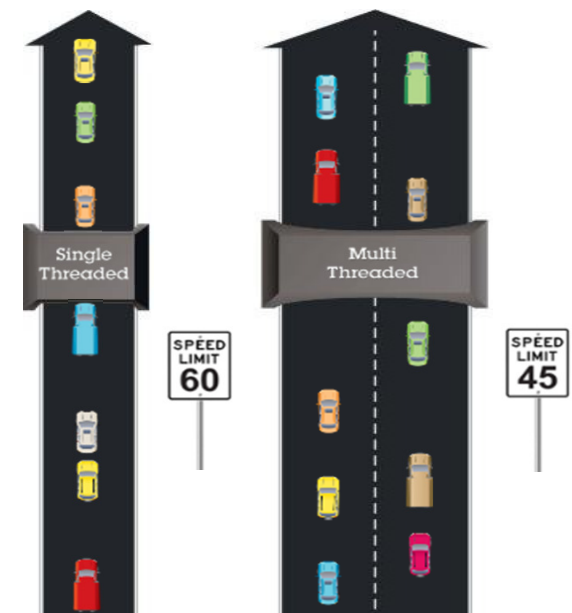 Single
Threaded
SPEED
LIMIT
60
Multi
Threaded
SPEED
LIMIT
45